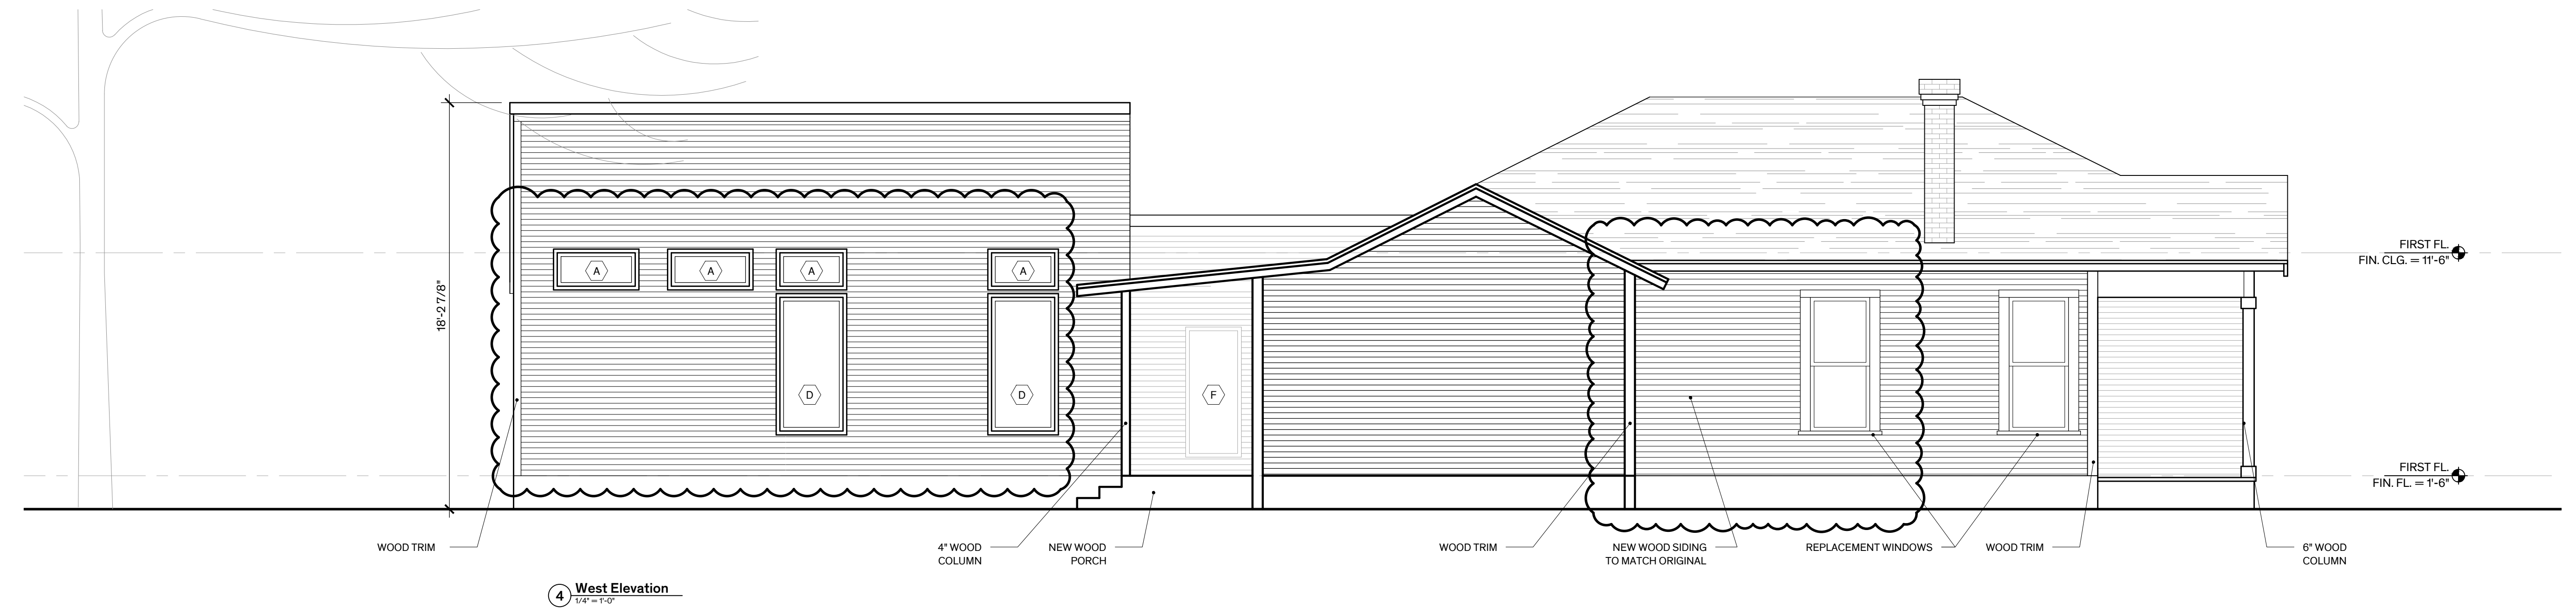 FIRST FL.
FIN. CLG. = 11'-6"
A
A
A
A
18'-2 7/8"
D
D
F
FIRST FL.
FIN. FL. = 1'-6"
WOOD TRIM
4" WOOD
COLUMN
NEW WOOD
PORCH
WOOD TRIM
NEW WOOD SIDING
TO MATCH ORIGINAL
REPLACEMENT WINDOWS
WOOD TRIM
6" WOOD
COLUMN
4
West Elevation
1/4" = 1'-0"